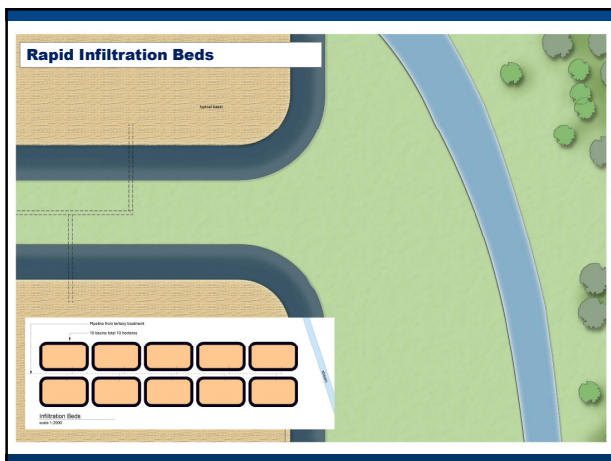 Rapid Infiltration Beds
typical basin
Pipeline from tertiary treatment
10 basins total 10 hectares
stream
Infiltration Beds
scale 1:2000